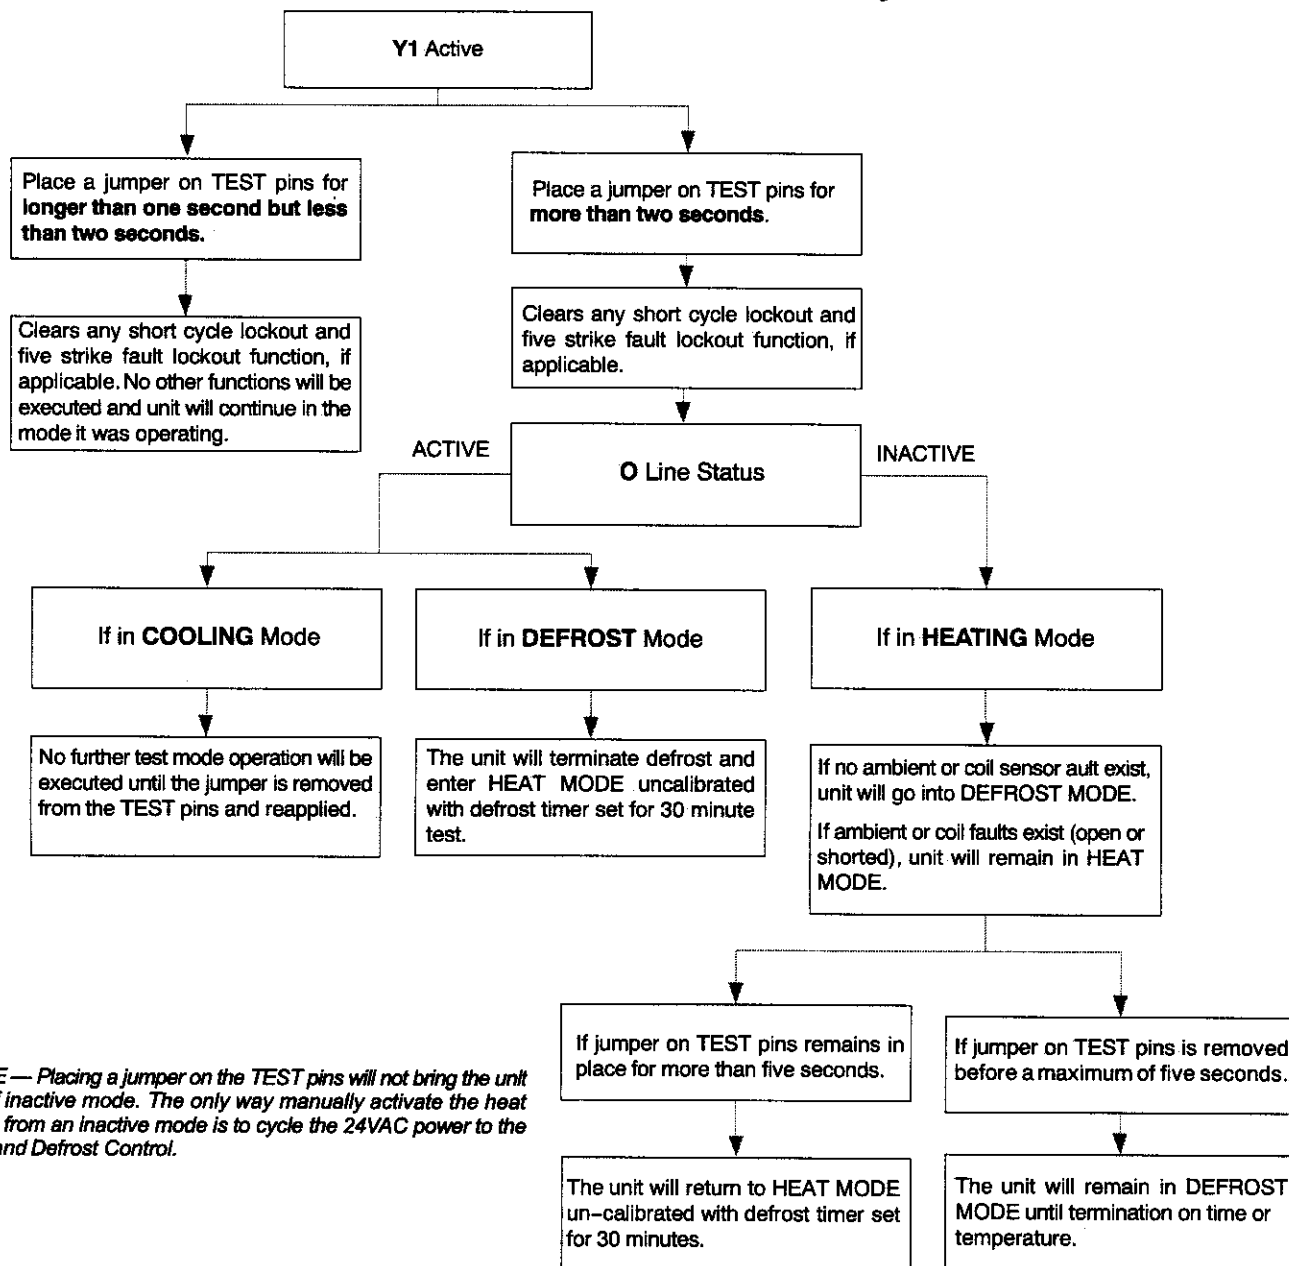 Y1 Active
Place a jumper on TEST pins for
longer than one second but less
than two seconds.
Place a jumper on TEST pins for
more than two seconds.
Clears any short cycle lockout and
five strike fault lockout function, if
applicable. No other functions will be
executed and unit will continue in the
mode it was operating.
Clears any short cycle lockout and
five strike fault lockout function, if
applicable.
ACTIVE
O Line Status
INACTIVE
If in COOLING Mode
If in DEFROST Mode
If in HEATING Mode
No further test mode operation will be
executed until the jumper is removed
from the TEST pins and reapplied.
The unit will terminate defrost and
enter HEAT MODE uncalibrated
with defrost timer set for 30 minute
test.
If no ambient or coil sensor ault exist,
unit will go into DEFROST MODE.
If ambient or coil faults exist (open or
shorted), unit will remain in HEAT
MODE.
E — Placing a jumper on the TEST pins will not bring the unit
inactive mode. The only way manually activate the heat
from an inactive mode is to cycle the 24VAC power to the
and Defrost Control.
If jumper on TEST pins remains in
place for more than five seconds.
If jumper on TEST pins is removed
before a maximum of five seconds.
The unit will return to HEAT MODE
un-calibrated with defrost timer set
for 30 minutes.
The unit will remain in DEFROST
MODE until termination on time or
temperature.